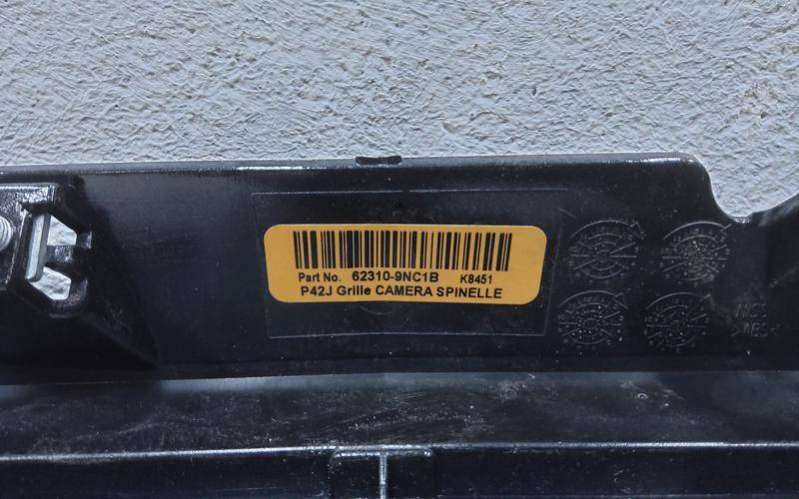 Part No. 62310-9NC1B K8451
P42J Grille CAMERA SPINELLE